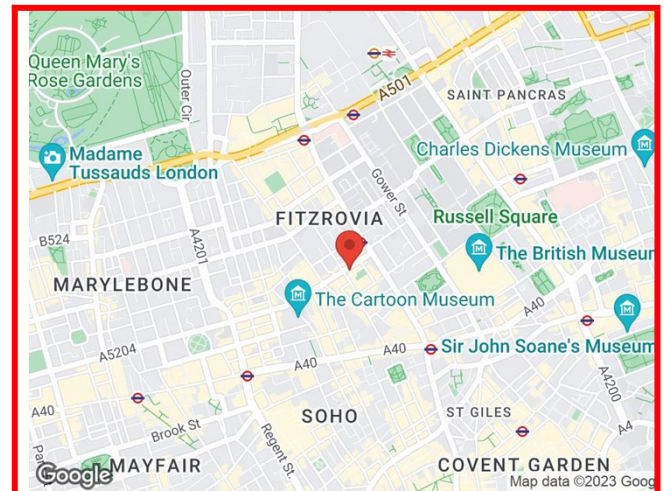 Queen Mary's
Rose Gardens
Outer Cir
A501
SAINT PANCRAS
Madame
Tussauds London
Charles Dickens Museum
Gower St
FITZROVIA
Russell Square
B524
A4201
The British Museum
MARYLEBONE
The Cartoon Museum
A40
A5204
A40
A40
Sir John Soane's Museum
A4200
A40
SOHO
ST GILES
Brook St
Regent St.
A4
Google
MAYFAIR
COVENT GARDEN
Map data ©2023 Goog